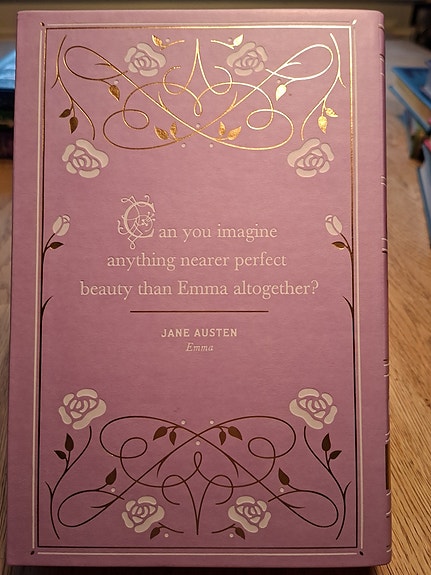 Can you imagine
anything nearer perfect
beauty than Emma altogether?
JANE AUSTEN
Emma